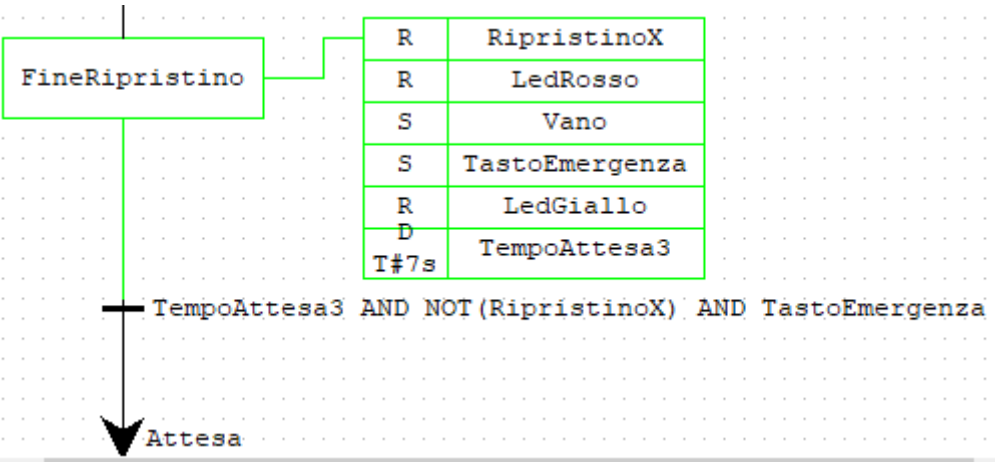 FineRipristino
R RipristinoX
R LedRosso
S Vano
S TastoEmergenza
R LedGiallo
D T#7s TempoAttesa3
TempoAttesa3 AND NOT(RipristinoX) AND TastoEmergenza
Attesa